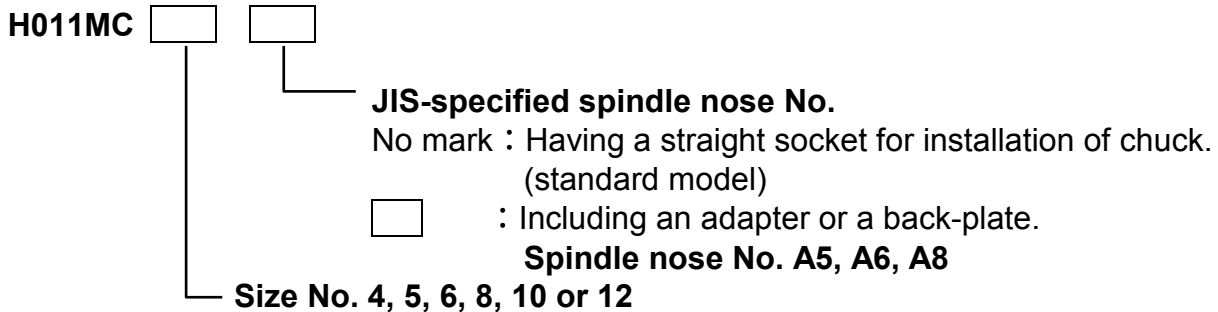 H011MC
JIS-specified spindle nose No.
No mark：Having a straight socket for installation of chuck.
(standard model)
：Including an adapter or a back-plate.
Spindle nose No. A5, A6, A8
Size No. 4, 5, 6, 8, 10 or 12